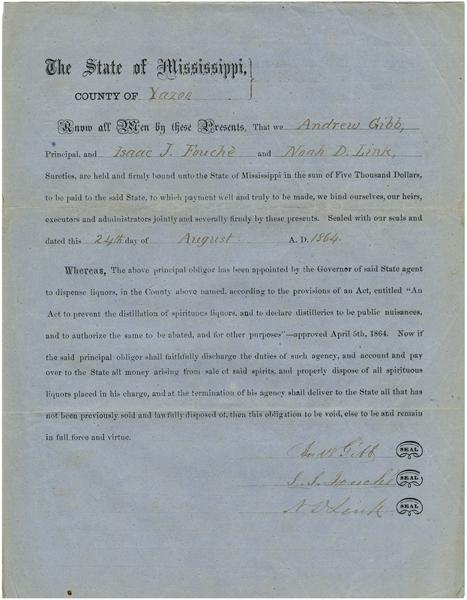 The State of Mississippi,
COUNTY OF Yazoo
Know all Men by these Presents, That we Andrew Gibb,
Principal, and Isaac J. Fouchè and Noah D. Link,
Sureties, are held and firmly bound unto the State of Mississippi in the sum of Five Thousand Dollars,
to be paid to the said State, to which payment well and truly to be made, we bind ourselves, our heirs,
executors and administrators jointly and severally firmly by these presents. Sealed with our seals and
dated this 24th day of August A. D. 1864.
Whereas, The above principal obligor has been appointed by the Governor of said State agent
to dispense liquors, in the County above named, according to the provisions of an Act, entitled "An
Act to prevent the distillation of spirituous liquors, and to declare distilleries to be public nuisances,
and to authorize the same to be abated, and for other purposes"—approved April 5th, 1864. Now if
the said principal obligor shall faithfully discharge the duties of such agency, and account and pay
over to the State all money arising from sale of said spirits, and properly dispose of all spirituous
liquors placed in his charge, and at the termination of his agency shall deliver to the State all that has
not been previously sold and lawfully disposed of, then this obligation to be void, else to be and remain
in full force and virtue.
Gibb SEAL
I. J. Fouchè SEAL
N D Link SEAL